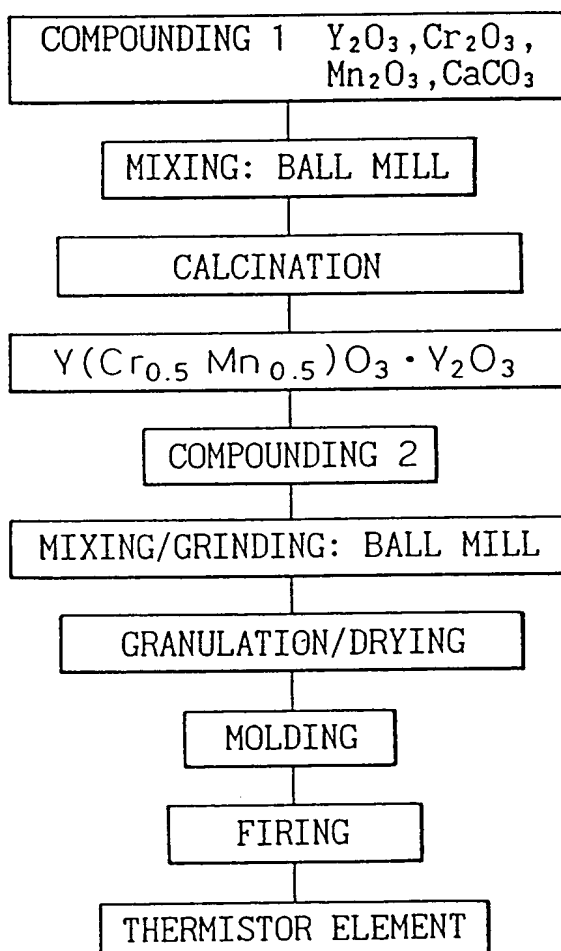 COMPOUNDING 1 Y₂O₃,Cr₂O₃,
Mn₂O₃,CaCO₃
MIXING: BALL MILL
CALCINATION
Y(Cr₀.₅ Mn₀.₅)O₃・Y₂O₃
COMPOUNDING 2
MIXING/GRINDING: BALL MILL
GRANULATION/DRYING
MOLDING
FIRING
THERMISTOR ELEMENT